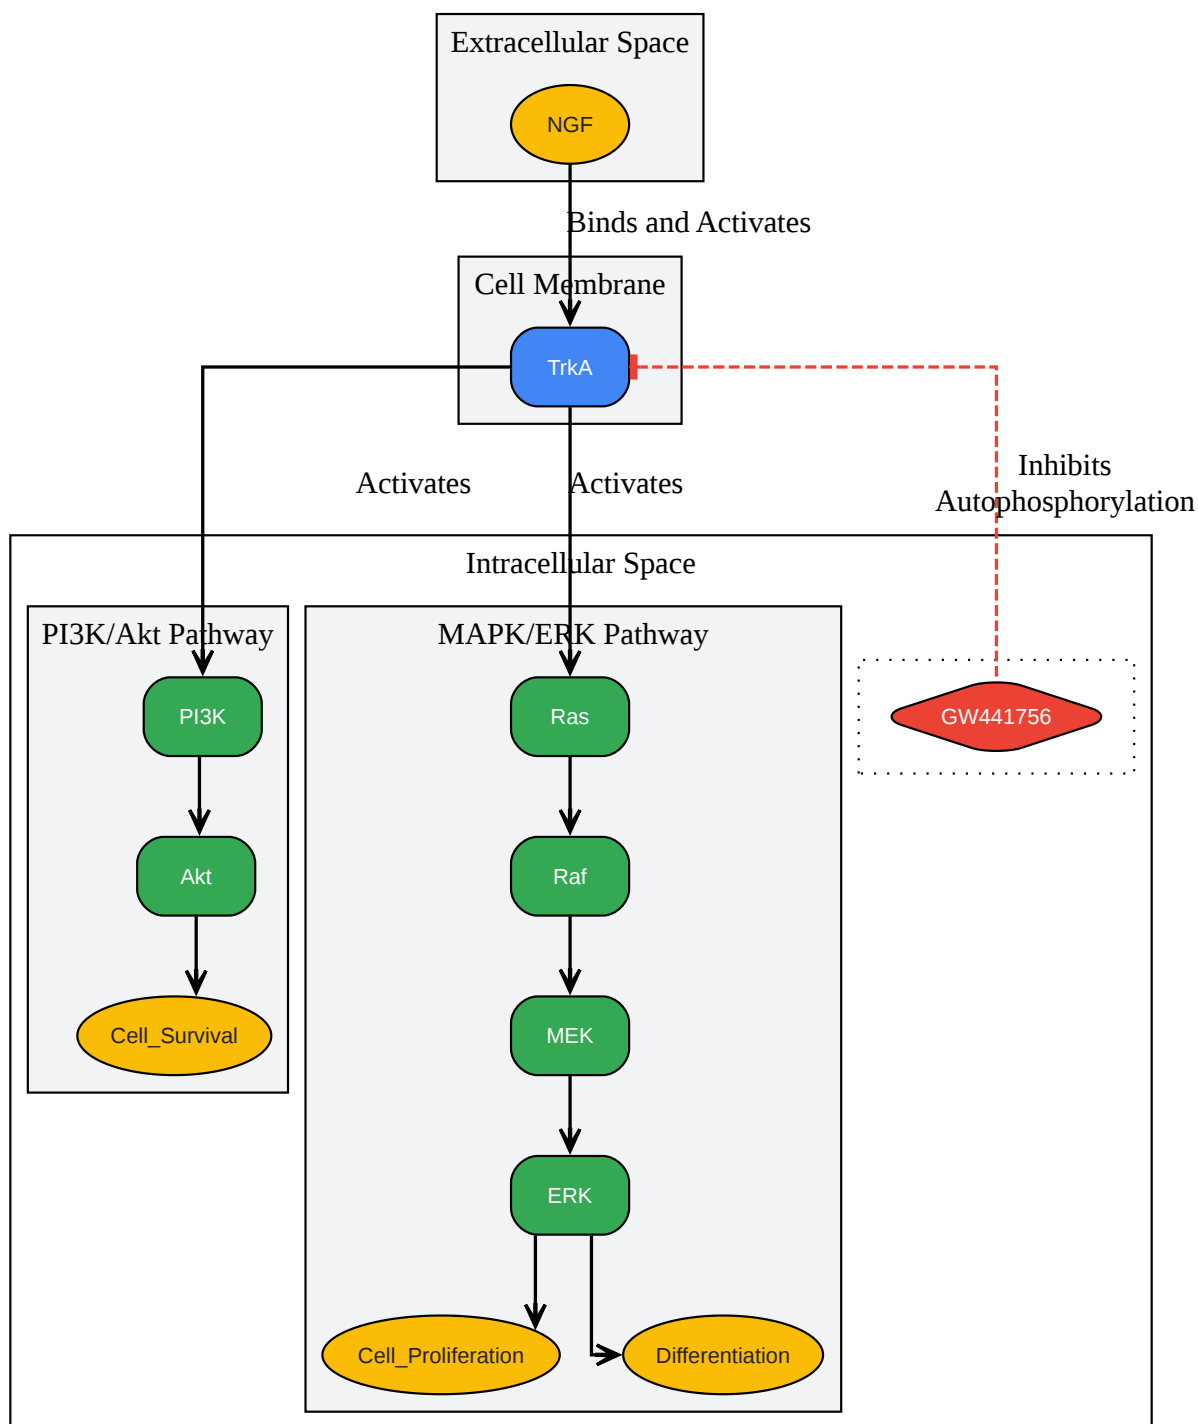 Extracellular Space
NGF
Binds and Activates
Cell Membrane
TrkA
Activates
Activates
Inhibits
Autophosphorylation
Intracellular Space
PI3K/Akt Pathway
MAPK/ERK Pathway
PI3K
Ras
GW441756
Akt
Raf
Cell_Survival
MEK
ERK
Cell_Proliferation
Differentiation